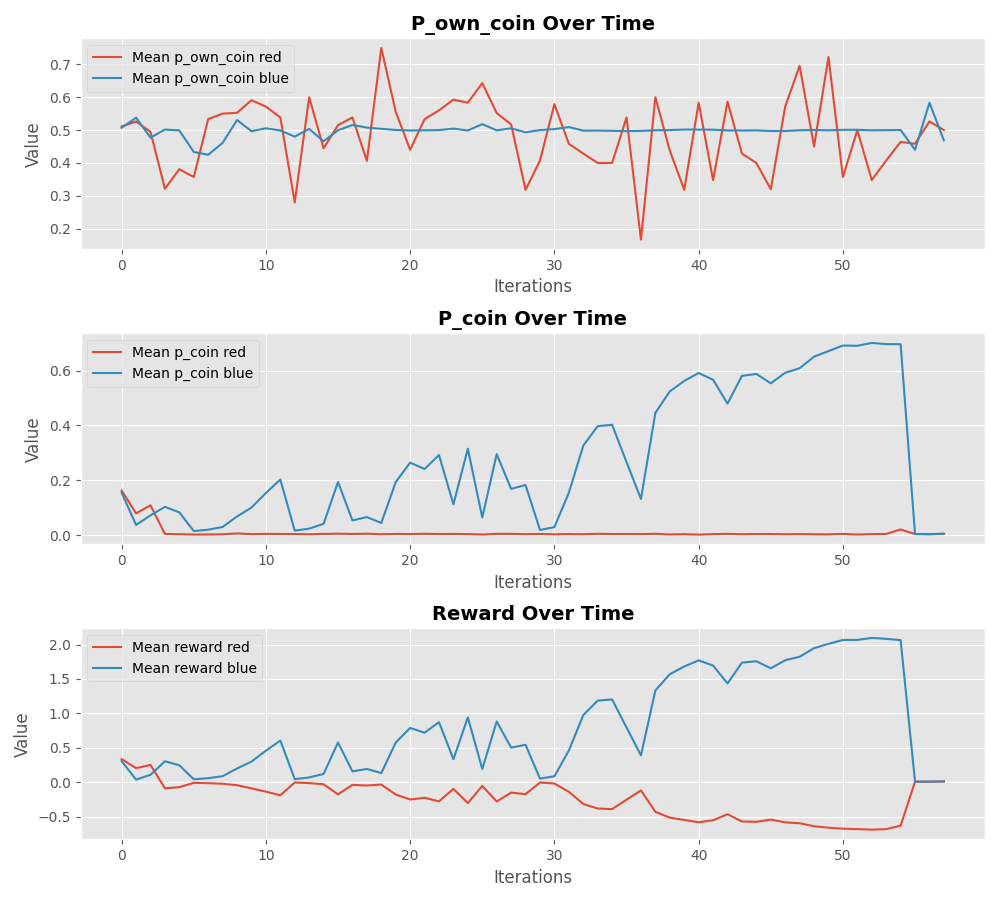 P_own_coin Over Time
Mean p_own_coin red
Mean p_own_coin blue
Value
0.7
0.6
0.5
0.4
0.3
0.2
0 10 20 30 40 50
Iterations
P_coin Over Time
Mean p_coin red
Mean p_coin blue
Value
0.6
0.4
0.2
0.0
0 10 20 30 40 50
Iterations
Reward Over Time
Mean reward red
Mean reward blue
Value
2.0
1.5
1.0
0.5
0.0
−0.5
0 10 20 30 40 50
Iterations